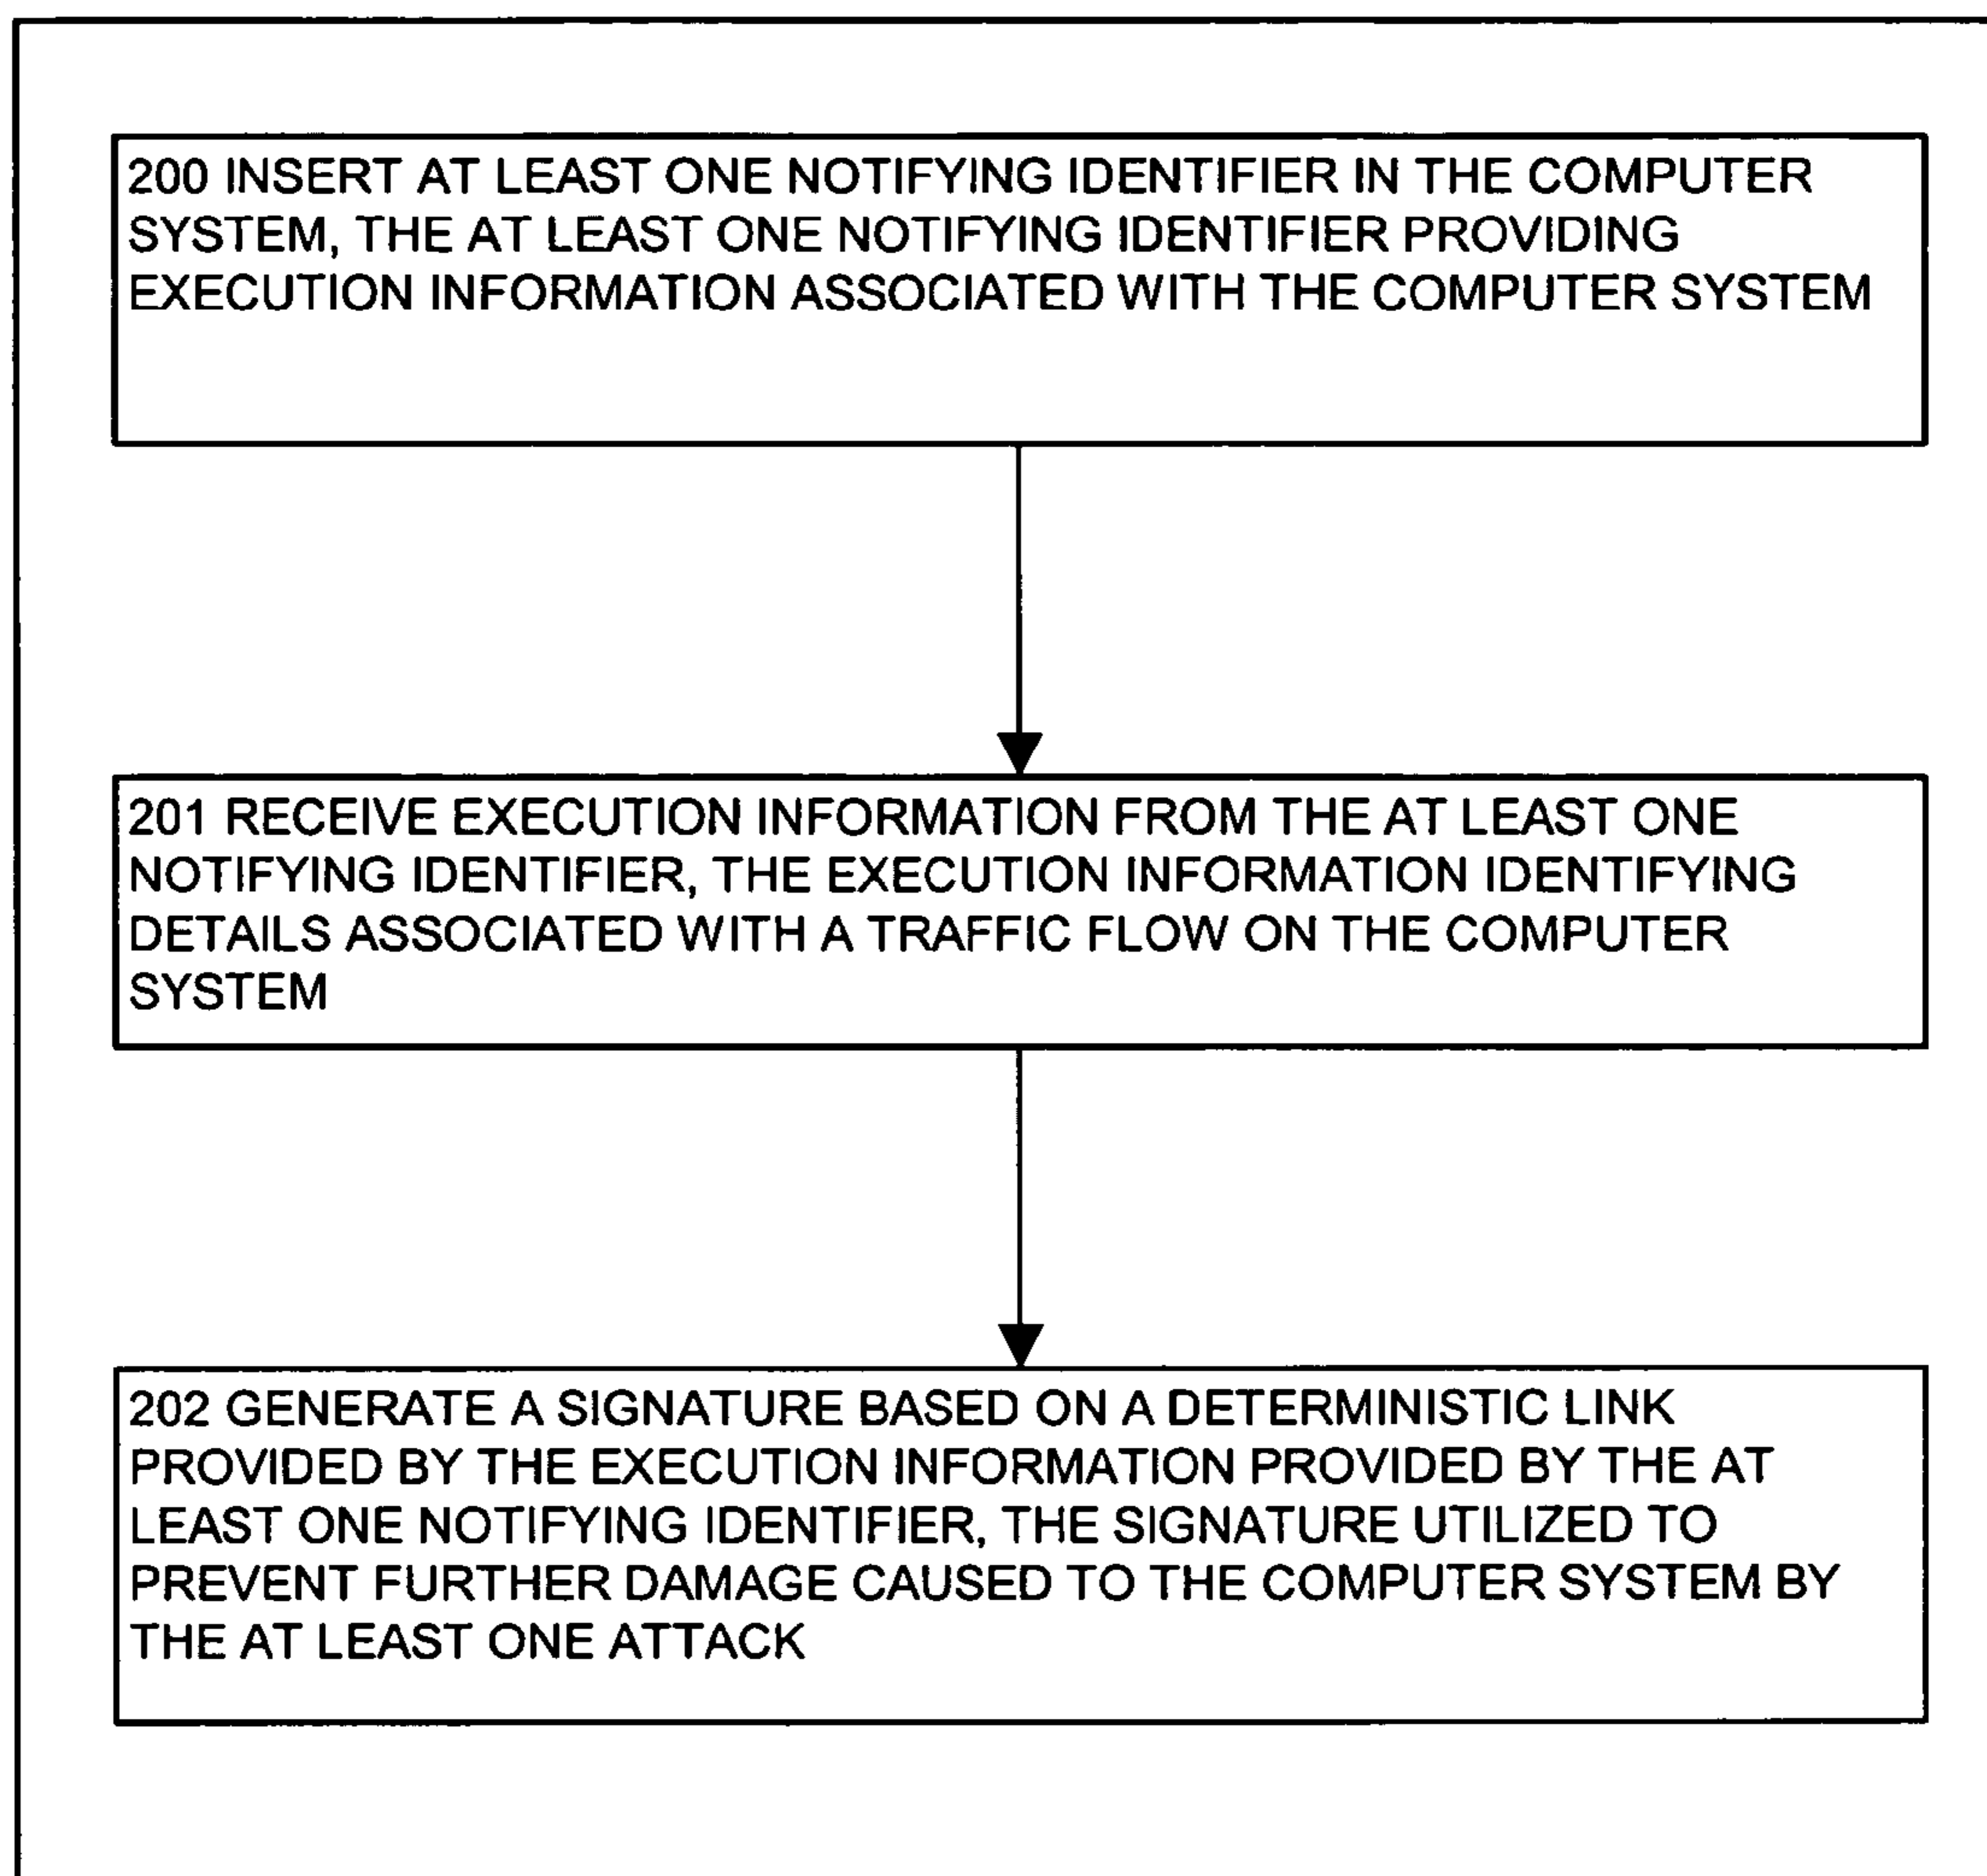 200 INSERT AT LEAST ONE NOTIFYING IDENTIFIER IN THE COMPUTER
SYSTEM, THE AT LEAST ONE NOTIFYING IDENTIFIER PROVIDING
EXECUTION INFORMATION ASSOCIATED WITH THE COMPUTER SYSTEM
201 RECEIVE EXECUTION INFORMATION FROM THE AT LEAST ONE
NOTIFYING IDENTIFIER, THE EXECUTION INFORMATION IDENTIFYING
DETAILS ASSOCIATED WITH A TRAFFIC FLOW ON THE COMPUTER
SYSTEM
202 GENERATE A SIGNATURE BASED ON A DETERMINISTIC LINK
PROVIDED BY THE EXECUTION INFORMATION PROVIDED BY THE AT
LEAST ONE NOTIFYING IDENTIFIER, THE SIGNATURE UTILIZED TO
PREVENT FURTHER DAMAGE CAUSED TO THE COMPUTER SYSTEM BY
THE AT LEAST ONE ATTACK